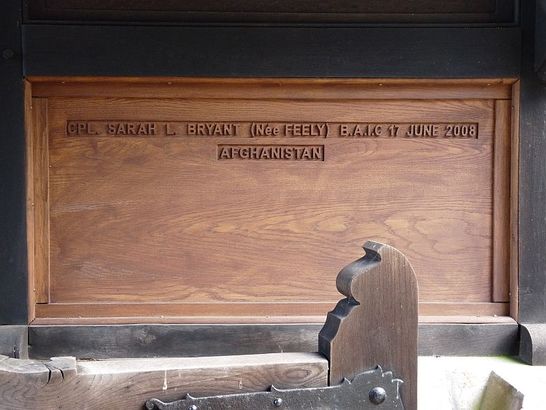 CPL. SARAH L. BRYANT (Née FEELY) B.A.I.C 17 JUNE 2008
AFGHANISTAN